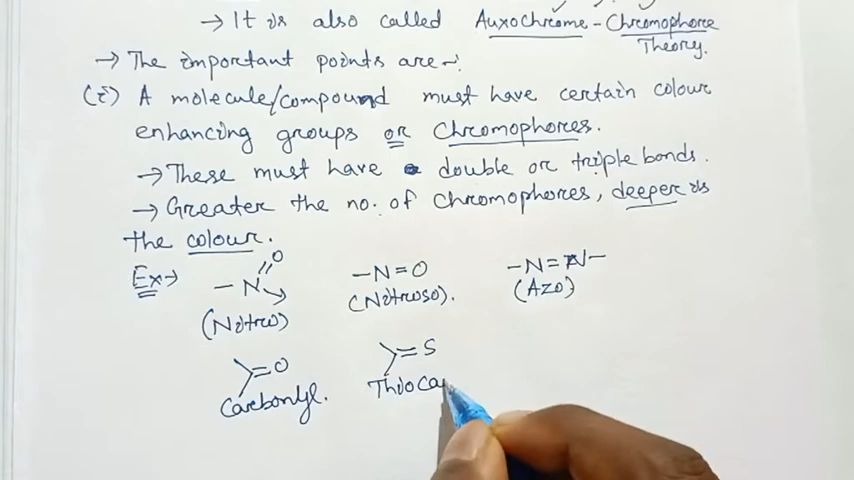 → It is also called Auxochrome - Chromophore
Theory.
→ The important points are -
(i) A molecule/compound must have certain colour
enhancing groups or Chromophores.
→ These must have double or triple bonds.
→ Greater the no. of chromophores, deeper is
the colour.
Ex→ -N=O → -N=O -N=N-
(Nitro) (Nitroso). (Azo)
>=O >=S
Carbonyl. Thioca